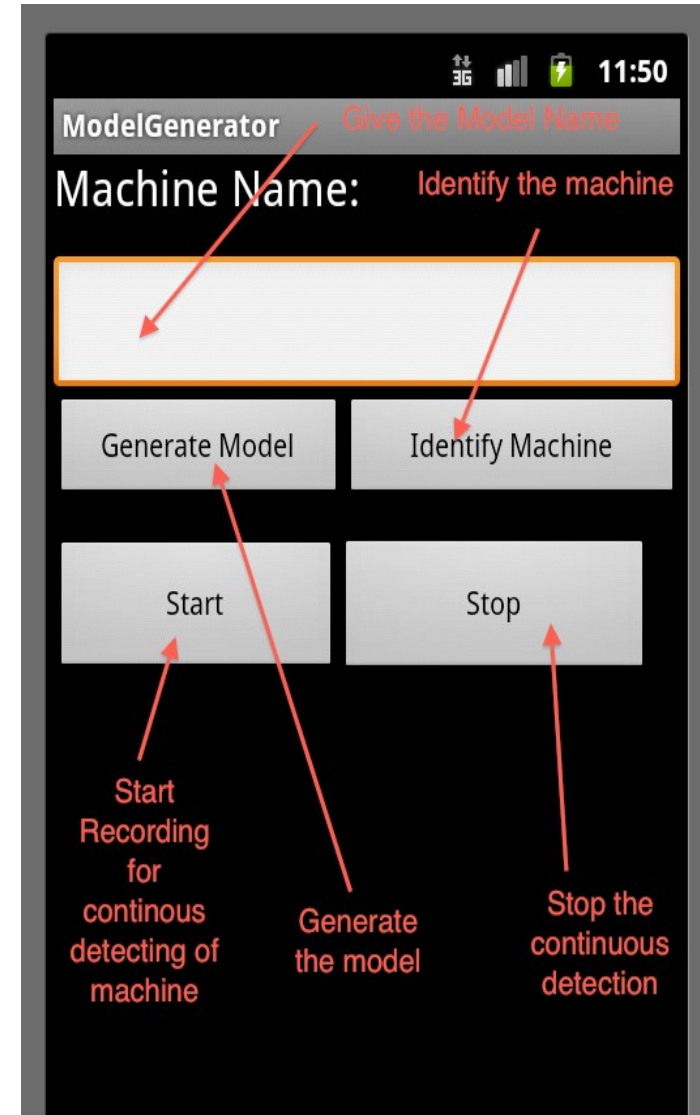 3G 11:50
ModelGenerator
Give the Model Name
Machine Name:
Identify the machine
Generate Model
Identify Machine
Start
Stop
Start
Recording
for
continous
detecting of
machine
Generate
the model
Stop the
continuous
detection